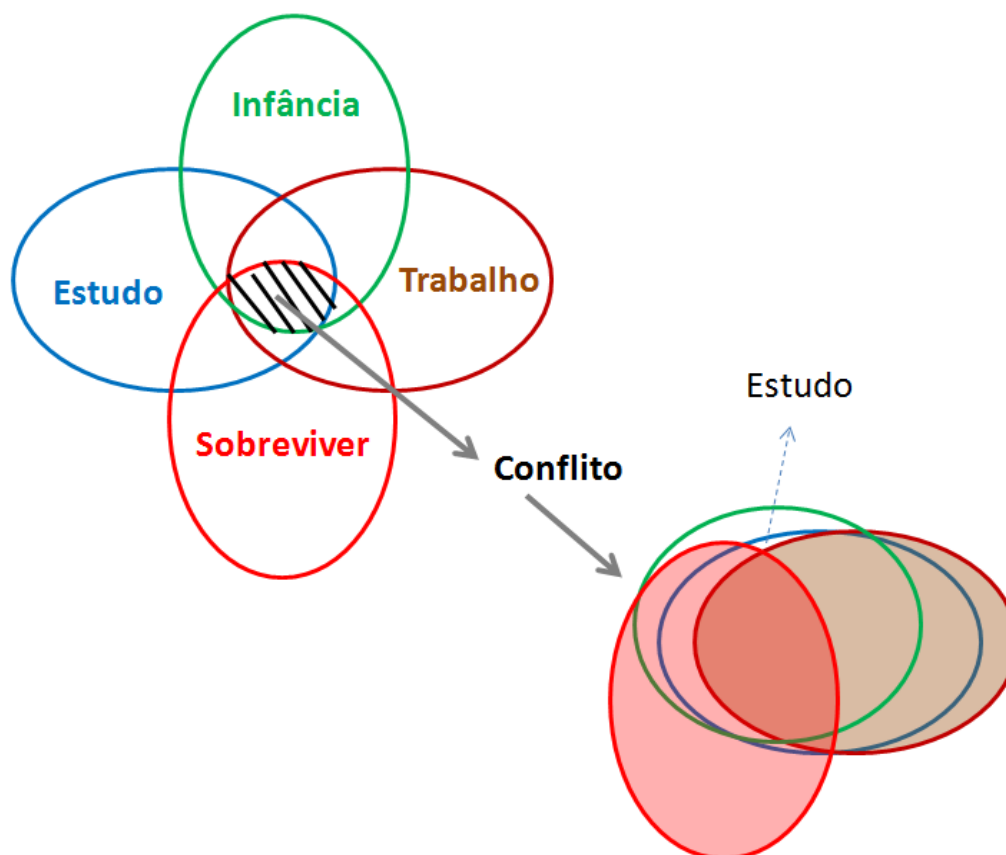 Infância
Estudo
Trabalho
Sobreviver
Estudo
Conflito